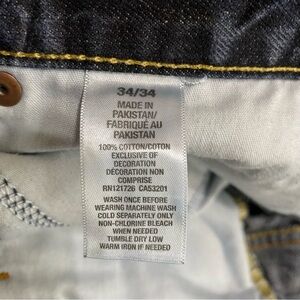 34/34
MADE IN
PAKISTAN/
FABRIQUÉ AU
PAKISTAN
100% COTTON/COTON
EXCLUSIVE OF
DECORATION
DÉCORATION NON
COMPRISE
RN121726 CA53201
WASH ONCE BEFORE
WEARING MACHINE WASH
COLD SEPARATELY ONLY
NON-CHLORINE BLEACH
WHEN NEEDED
TUMBLE DRY LOW
WARM IRON IF NEEDED